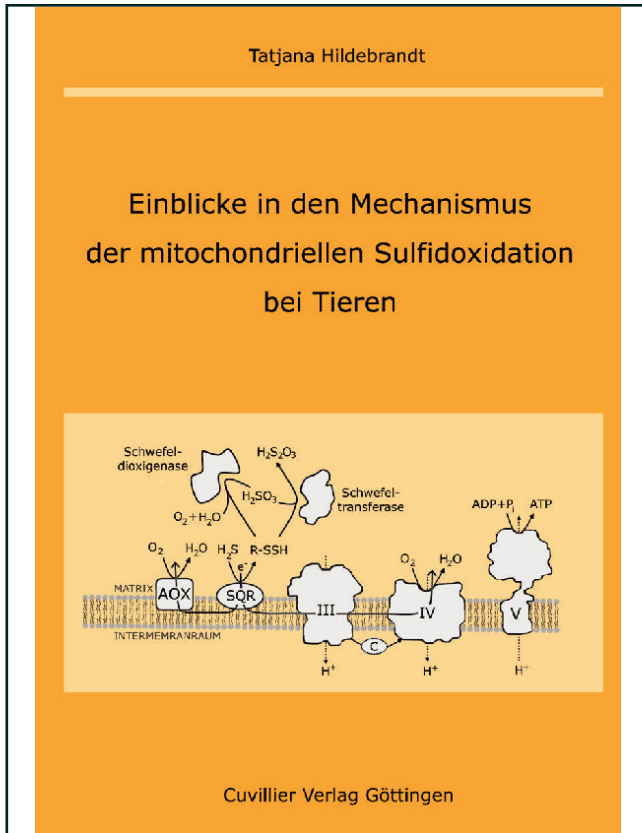 Tatjana Hildebrandt
Einblicke in den Mechanismus
der mitochondriellen Sulfidoxidation
bei Tieren
Schwefel-
dioxigenase
H₂S₂O₃
H₂SO₃
Schwefel-
transferase
O₂+H₂O
ADP+Pᵢ
ATP
O₂
H₂O
H₂S
R-SSH
e⁻
O₂
H₂O
MATRIX
AOX
SQR
III
IV
V
INTERMEMRANRAUM
C
H⁺
H⁺
H⁺
Cuvillier Verlag Göttingen